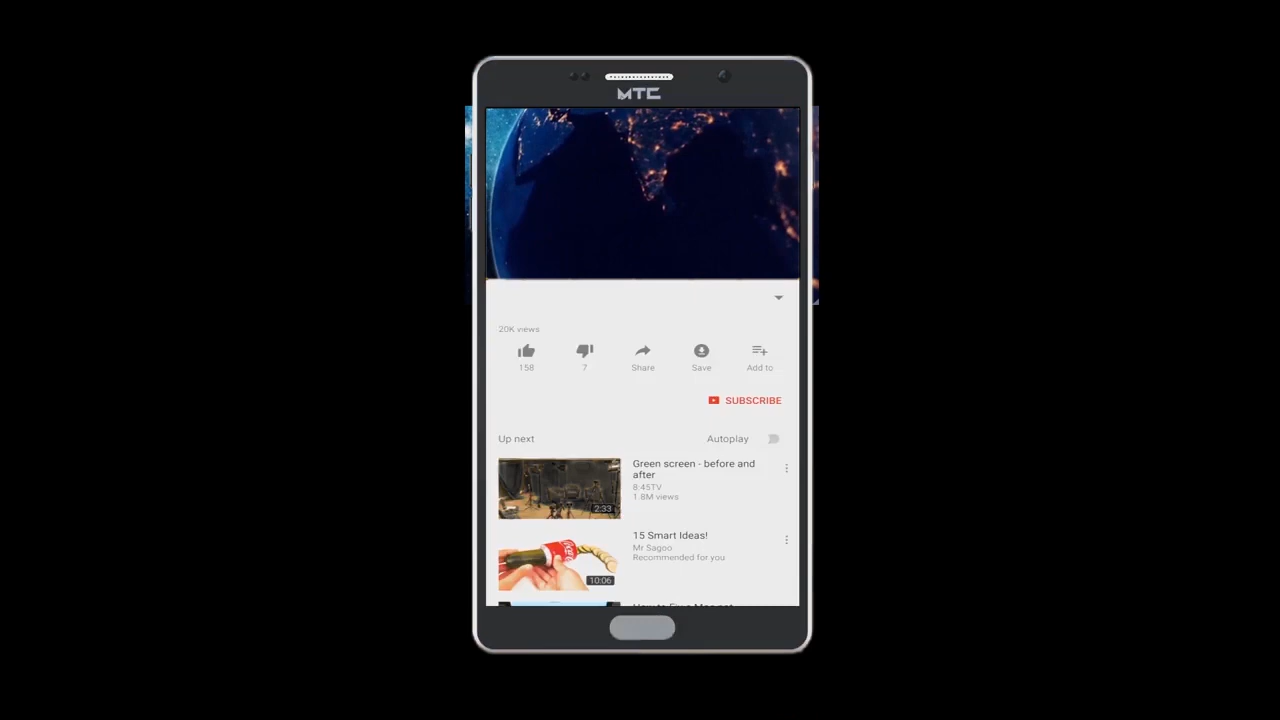 MTC
20K views
158
7
Share
Save
Add to
SUBSCRIBE
Up next
Autoplay
Green screen - before and
after
8:45TV
1.8M views
2:33
15 Smart Ideas!
Mr Sagoo
Recommended for you
10:06